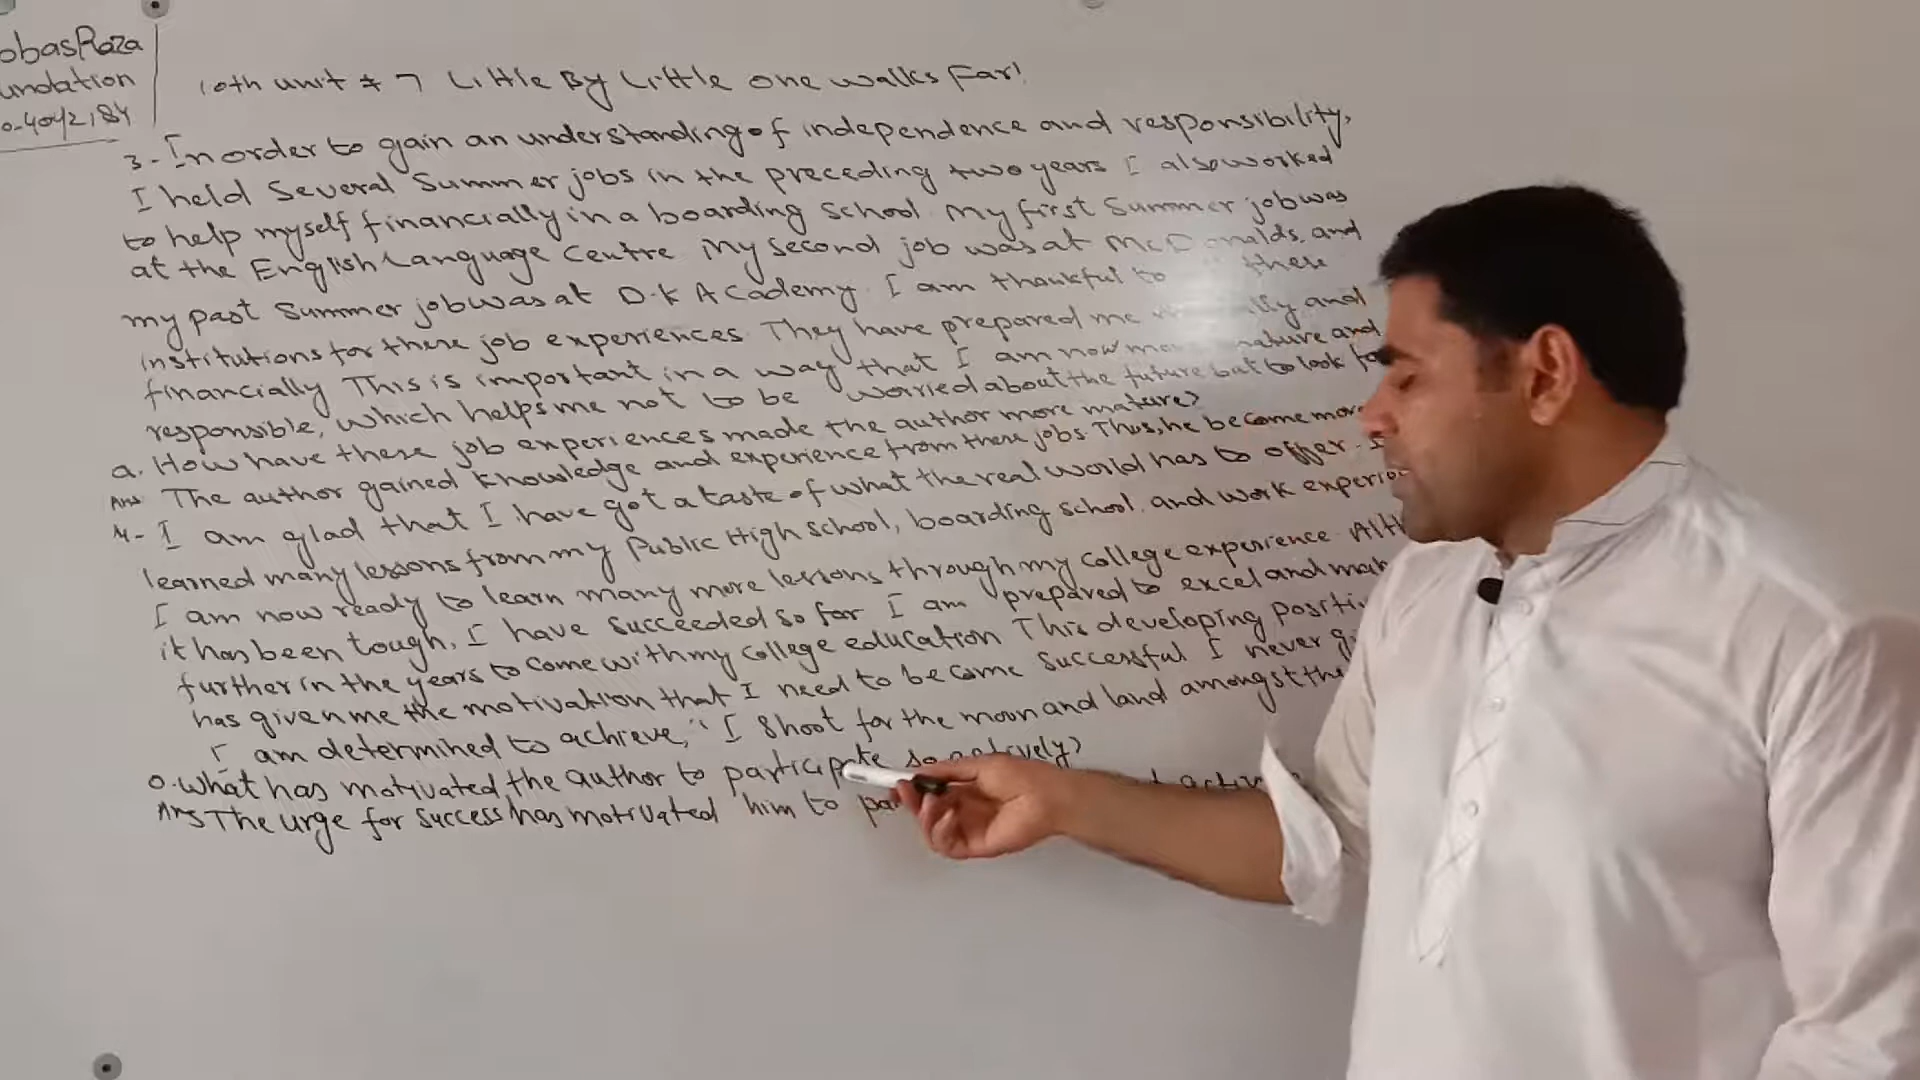 obasRaza
undation
0-4042184
10th unit # 7 Little By Little one walks Far!
3- In order to gain an understanding of independence and responsibility,
I held Several Summer jobs in the preceding two years I also worked
to help myself financially in a boarding School My first Summer job was
at the English Language Centre My second job was at McDonalds, and
my past Summer job was at D.K Academy. I am thankful to these
institutions for these job experiences. They have prepared me and
financially This is important in a way that I am now mature and
responsible, which helps me not to be worried about the future but to look
Q. How have these job experiences made the author more mature?
Ans The author gained knowledge and experience from these jobs. Thus, he become more
4- I am glad that I have got a taste of what the real world has to offer.
learned many lessons from my Public High School, boarding school, and work
I am now ready to learn many more lessons through my College experience.
it has been tough, I have succeeded so far I am prepared to excel and
further in the years to come with my college education This developing
has given me the motivation that I need to become successful I never
I am determined to achieve, "I Shoot for the moon and land amongst the
Q. What has motivated the author to participate
Ans The urge for success has motivated him to